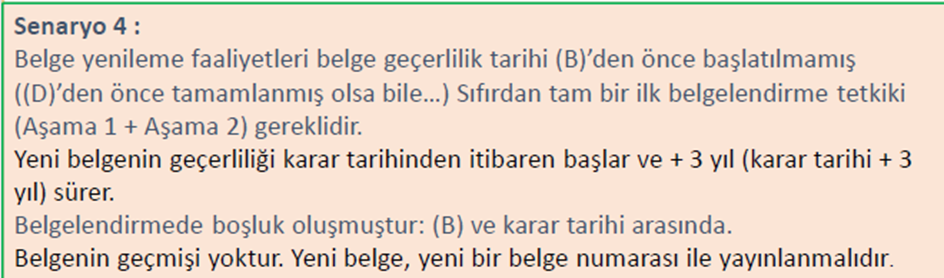 Senaryo 4 :
Belge yenileme faaliyetleri belge geçerlilik tarihi (B)’den önce başlatılmamış
((D)’den önce tamamlanmış olsa bile…) Sıfırdan tam bir ilk belgelendirme tetkiki
(Aşama 1 + Aşama 2) gereklidir.
Yeni belgenin geçerliliği karar tarihinden itibaren başlar ve + 3 yıl (karar tarihi + 3
yıl) sürer.
Belgelendirmede boşluk oluşmuştur: (B) ve karar tarihi arasında.
Belgenin geçmişi yoktur. Yeni belge, yeni bir belge numarası ile yayınlanmalıdır.